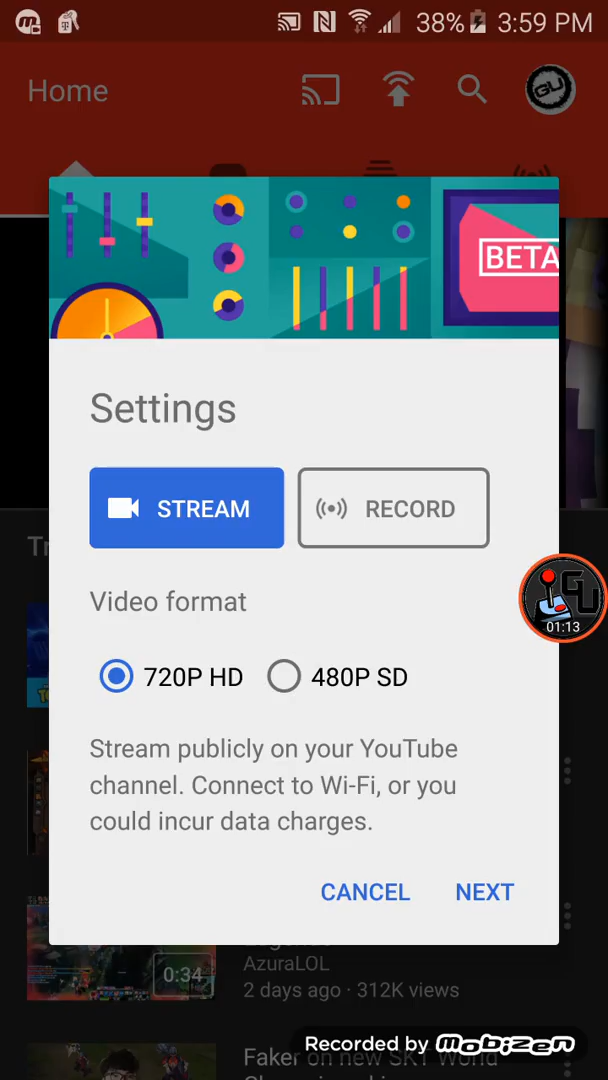 38% 3:59 PM
Home
GU
BETA
Settings
STREAM
RECORD
Video format
GU
01:13
720P HD
480P SD
Stream publicly on your YouTube
channel. Connect to Wi-Fi, or you
could incur data charges.
CANCEL
NEXT
0:34
AzuraLOL
2 days ago · 312K views
Recorded by Mobizen
Faker on new SKT World